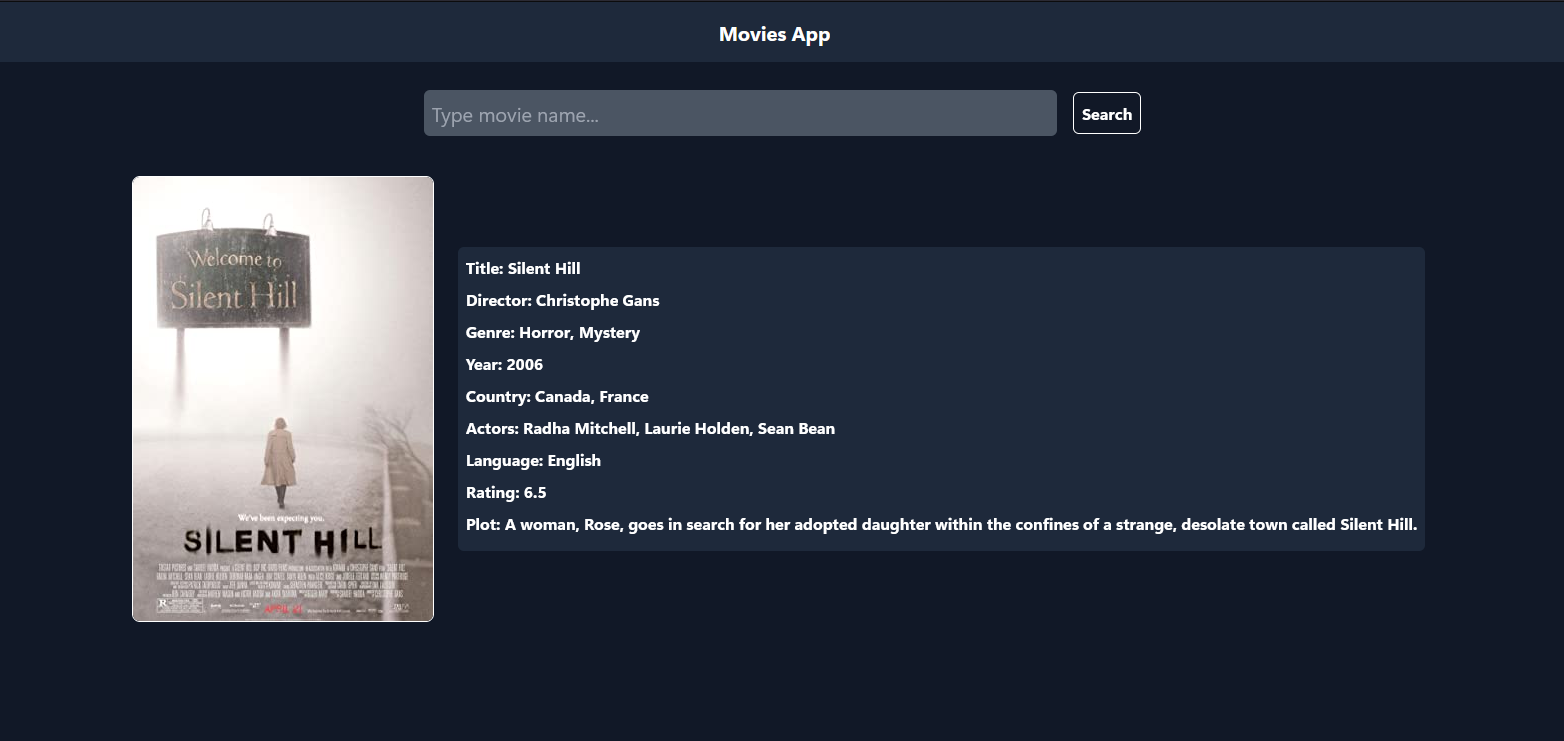 Movies App
Type movie name...
Search
Welcome to
Silent Hill
We've been expecting you.
SILENT HILL
R
APRIL 21
Title: Silent Hill
Director: Christophe Gans
Genre: Horror, Mystery
Year: 2006
Country: Canada, France
Actors: Radha Mitchell, Laurie Holden, Sean Bean
Language: English
Rating: 6.5
Plot: A woman, Rose, goes in search for her adopted daughter within the confines of a strange, desolate town called Silent Hill.